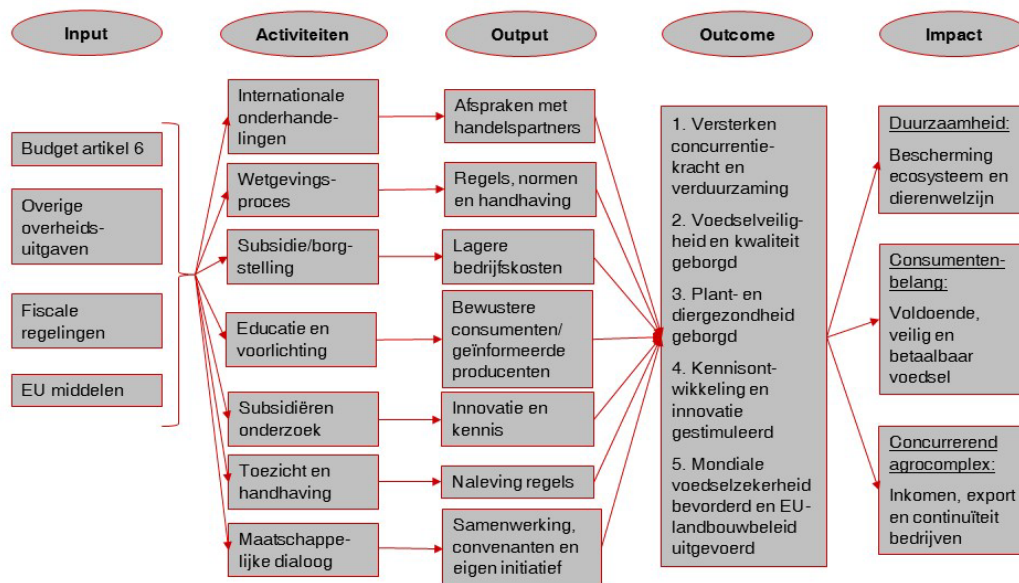 Input
Activiteiten
Output
Outcome
Impact
Budget artikel 6
Overige
overheids-
uitgaven
Fiscale
regelingen
EU middelen
Internationale
onderhande-
lingen
Wetgevings-
proces
Subsidie/borg-
stelling
Educatie en
voorlichting
Subsidiëren
onderzoek
Toezicht en
handhaving
Maatschappe-
lijke dialoog
Afspraken met
handelspartners
Regels, normen
en handhaving
Lagere
bedrijfskosten
Bewustere
consumenten/
geïnformeerde
producenten
Innovatie en
kennis
Naleving regels
Samenwerking,
convenanten en
eigen initiatief
1. Versterken
concurrentie-
kracht en
verduurzaming
2. Voedselveilig-
heid en kwaliteit
geborgd
3. Plant- en
diergezondheid
geborgd
4. Kennisont-
wikkeling en
innovatie
gestimuleerd
5. Mondiale
voedselzekerheid
bevorderd en EU-
landbouwbeleid
uitgevoerd
Duurzaamheid:
Bescherming
ecosysteem en
dierenwelzijn
Consumenten-
belang:
Voldoende,
veilig en
betaalbaar
voedsel
Concurrerend
agrocomplex:
Inkomen, export
en continuïteit
bedrijven